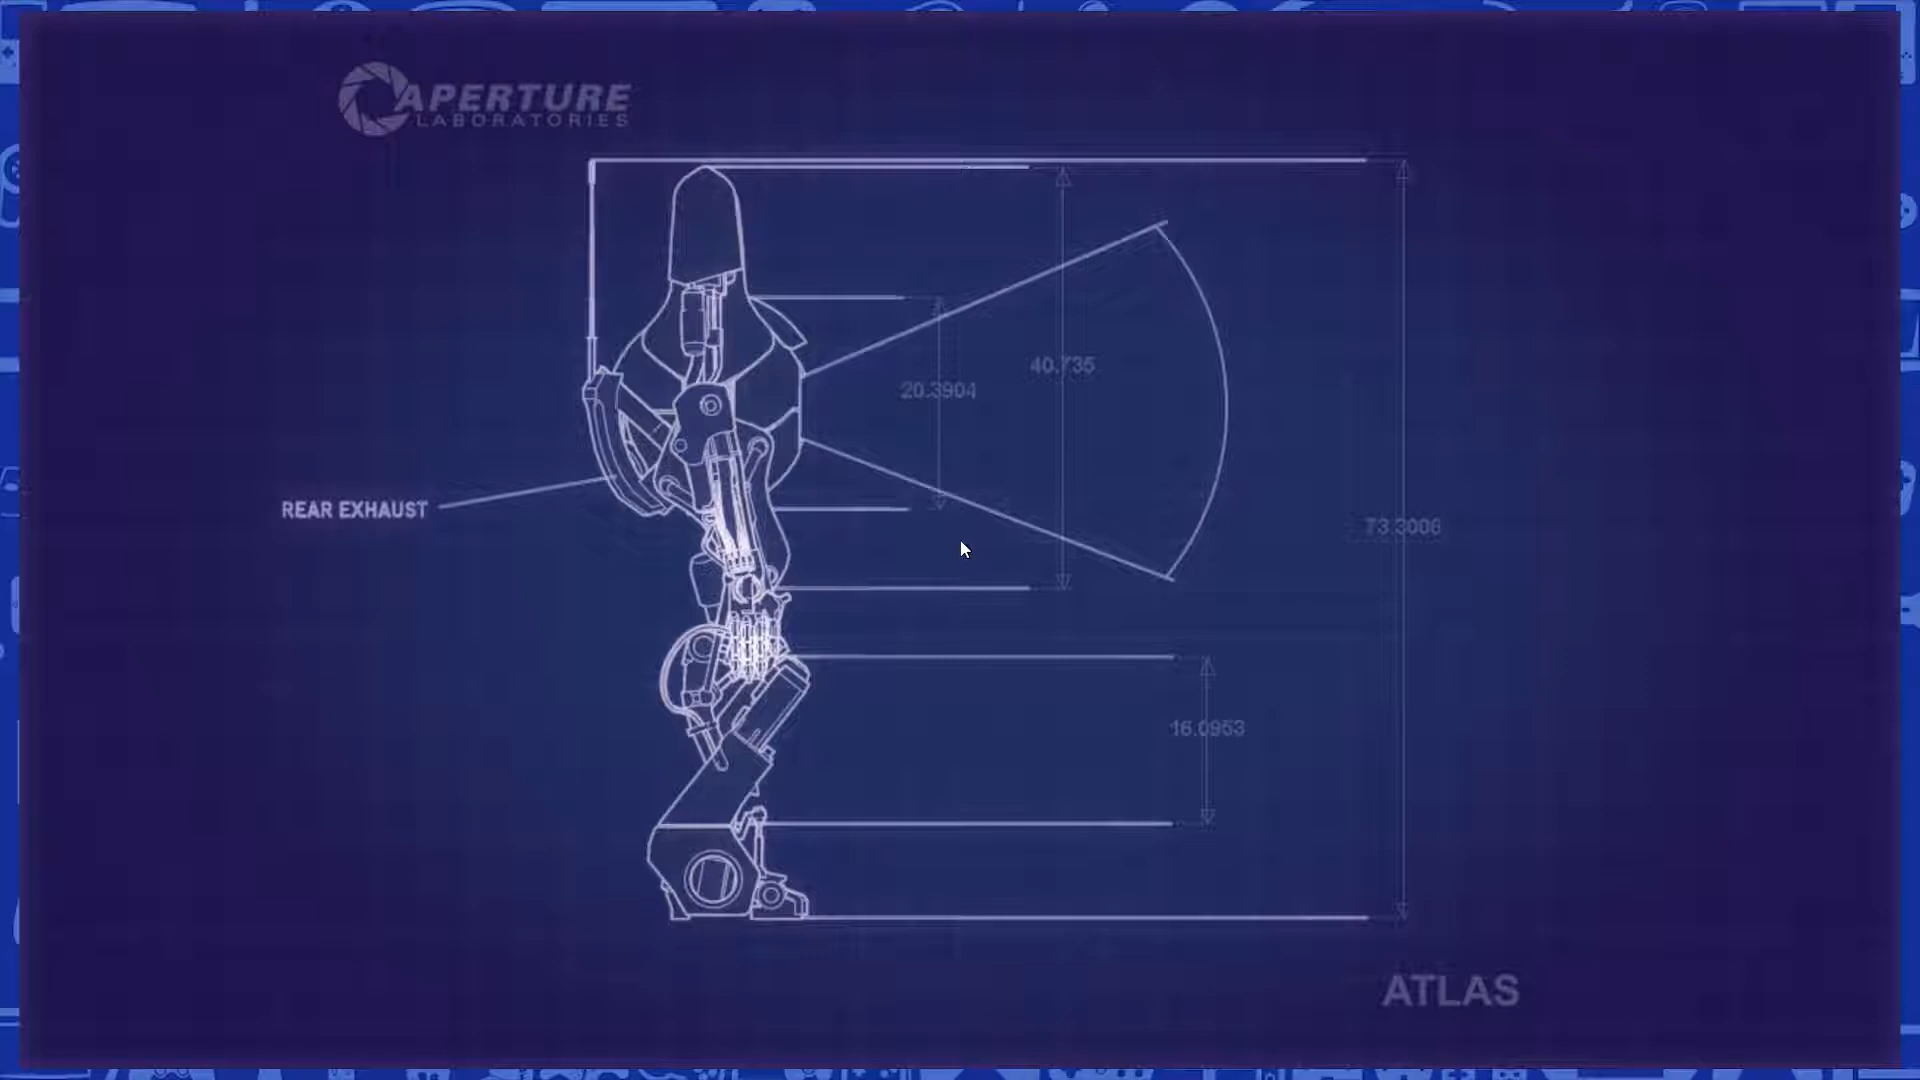 APERTURE
LABORATORIES
40.735
20.3904
REAR EXHAUST
73.3006
16.0953
ATLAS